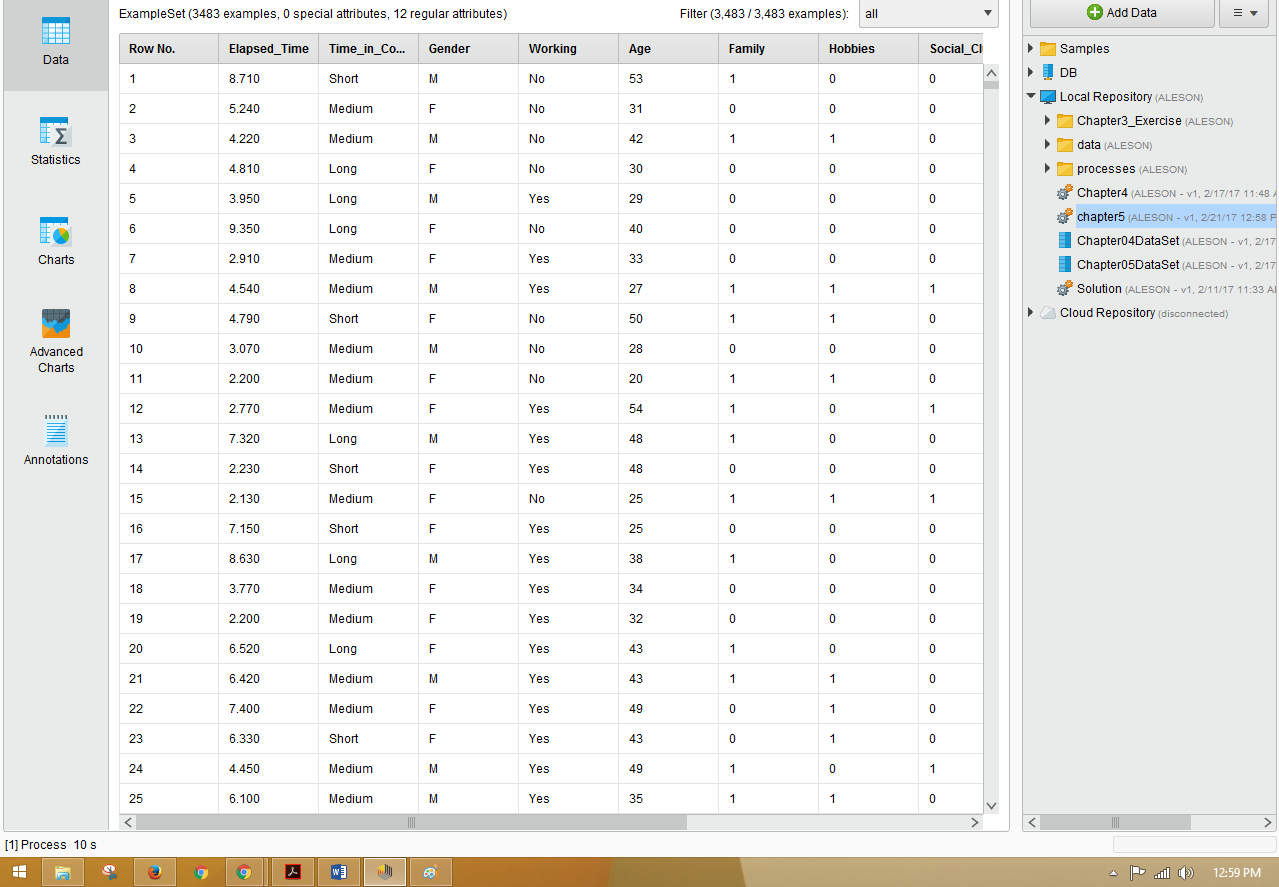 ExampleSet (3483 examples, 0 special attributes, 12 regular attributes) Filter (3,483 / 3,483 examples): all
Data
Statistics
Charts
Advanced
Charts
Annotations
Row No. Elapsed_Time Time_in_Co... Gender Working Age Family Hobbies Social_Cl
1 8.710 Short M No 53 1 0 0
2 5.240 Medium F No 31 0 0 0
3 4.220 Medium M No 42 1 1 0
4 4.810 Long F No 30 0 0 0
5 3.950 Long M Yes 29 0 0 0
6 9.350 Long F No 40 0 0 0
7 2.910 Medium F Yes 33 0 0 0
8 4.540 Medium M Yes 27 1 1 1
9 4.790 Short F No 50 1 1 0
10 3.070 Medium M No 28 0 0 0
11 2.200 Medium F No 20 1 1 0
12 2.770 Medium F Yes 54 1 0 1
13 7.320 Long M Yes 48 1 0 0
14 2.230 Short F Yes 48 0 0 0
15 2.130 Medium F No 25 1 1 1
16 7.150 Short F Yes 25 0 0 0
17 8.630 Long M Yes 38 1 0 0
18 3.770 Medium F Yes 34 0 0 0
19 2.200 Medium F Yes 32 0 0 0
20 6.520 Long F Yes 43 1 0 0
21 6.420 Medium M Yes 43 1 1 0
22 7.400 Medium F Yes 49 0 1 0
23 6.330 Short F Yes 43 0 1 0
24 4.450 Medium M Yes 49 1 0 1
25 6.100 Medium M Yes 35 1 1 0
Add Data
Samples
DB
Local Repository (ALESON)
Chapter3_Exercise (ALESON)
data (ALESON)
processes (ALESON)
Chapter4 (ALESON - v1, 2/17/17 11:48 A
chapter5 (ALESON - v1, 2/21/17 12:58 P
Chapter04DataSet (ALESON - v1, 2/17
Chapter05DataSet (ALESON - v1, 2/17
Solution (ALESON - v1, 2/11/17 11:33 A
Cloud Repository (disconnected)
[1] Process 10 s
12:59 PM